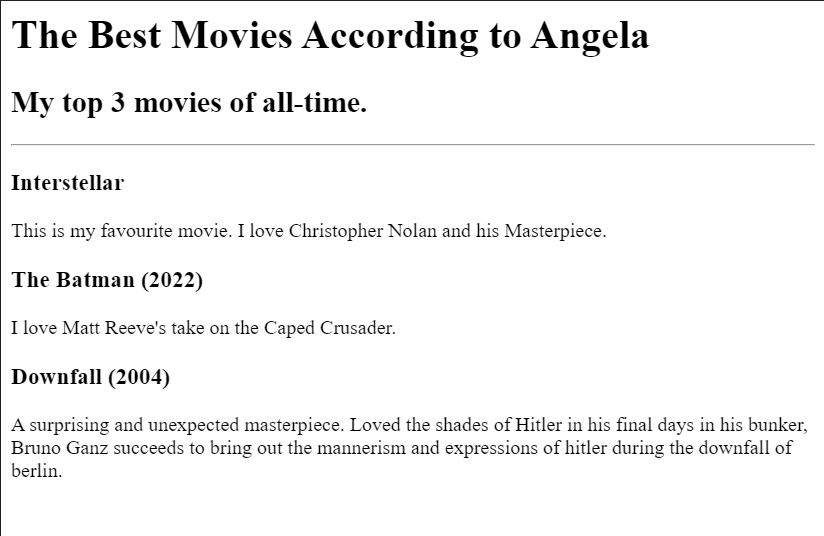 The Best Movies According to Angela
My top 3 movies of all-time.
Interstellar
This is my favourite movie. I love Christopher Nolan and his Masterpiece.
The Batman (2022)
I love Matt Reeve's take on the Caped Crusader.
Downfall (2004)
A surprising and unexpected masterpiece. Loved the shades of Hitler in his final days in his bunker,
Bruno Ganz succeeds to bring out the mannerism and expressions of hitler during the downfall of
berlin.